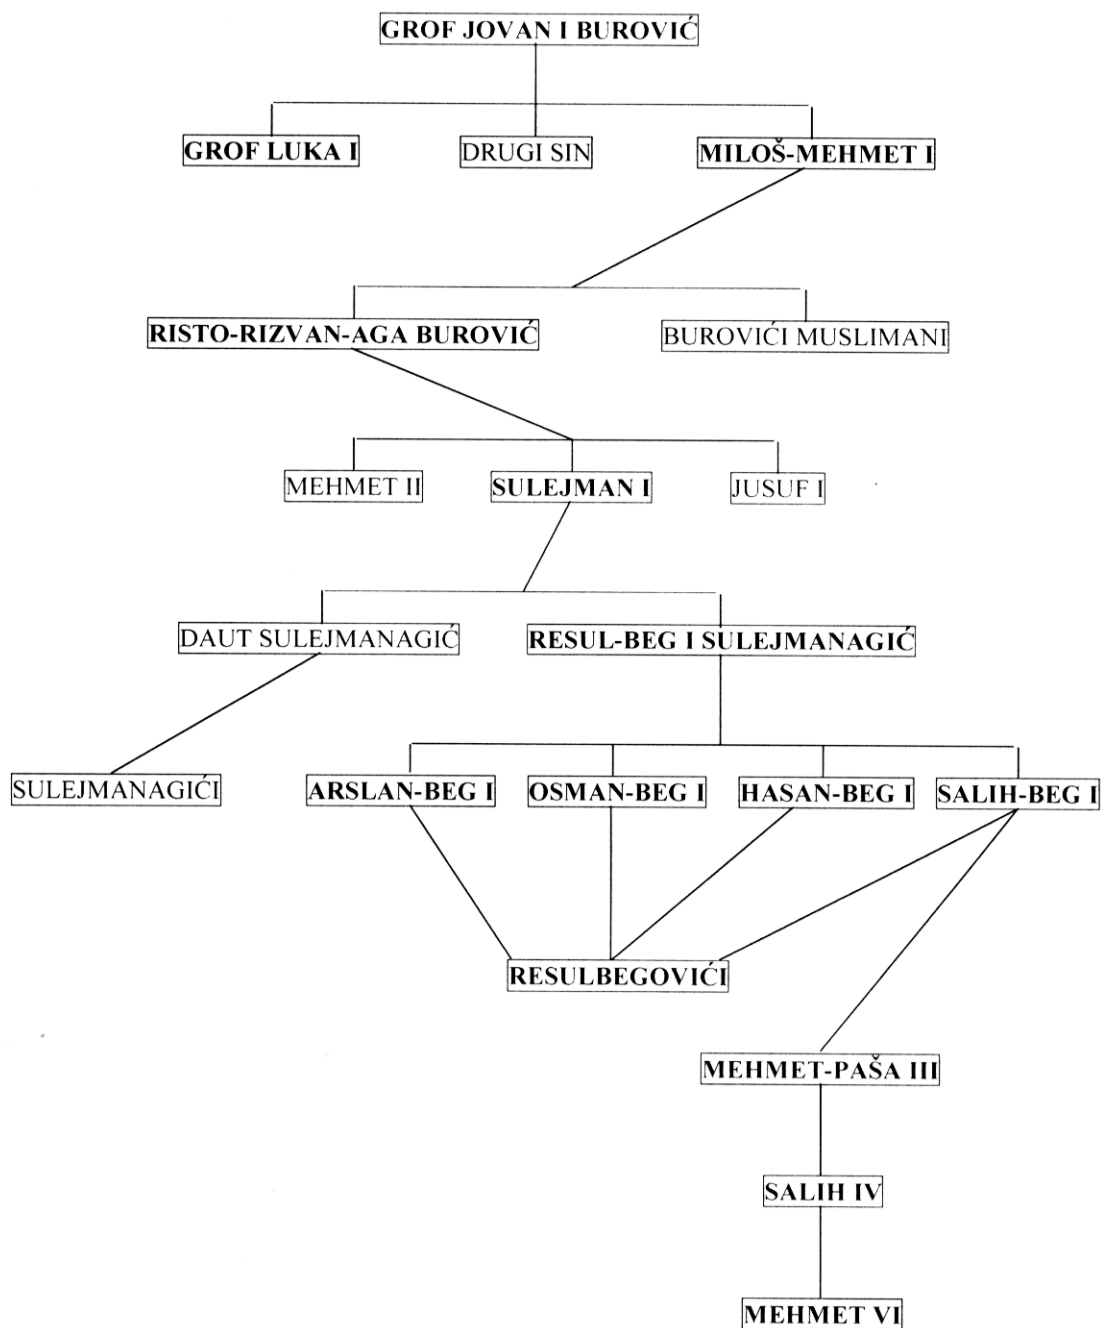 GROF JOVAN I BUROVIĆ
GROF LUKA I
DRUGI SIN
MILOŠ-MEHMET I
RISTO-RIZVAN-AGA BUROVIĆ
BUROVIĆI MUSLIMANI
MEHMET II
SULEJMAN I
JUSUF I
DAUT SULEJMANAGIĆ
RESUL-BEG I SULEJMANAGIĆ
SULEJMANAGIĆI
ARSLAN-BEG I
OSMAN-BEG I
HASAN-BEG I
SALIH-BEG I
RESULBEGOVIĆI
MEHMET-PAŠA III
SALIH IV
MEHMET VI